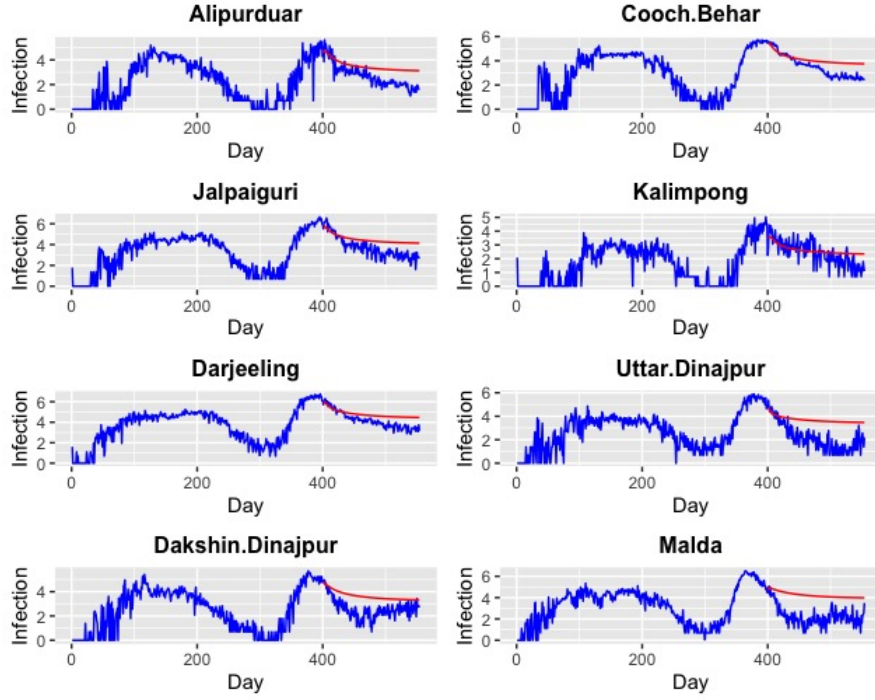 Alipurduar
Infection
4
2
0
0
200
400
Day
Cooch.Behar
Infection
6
4
2
0
0
200
400
Day
Jalpaiguri
Infection
6
4
2
0
0
200
400
Day
Kalimpong
Infection
5
4
3
2
1
0
0
200
400
Day
Darjeeling
Infection
6
4
2
0
0
200
400
Day
Uttar.Dinajpur
Infection
6
4
2
0
0
200
400
Day
Dakshin.Dinajpur
Infection
4
2
0
0
200
400
Day
Malda
Infection
6
4
2
0
0
200
400
Day